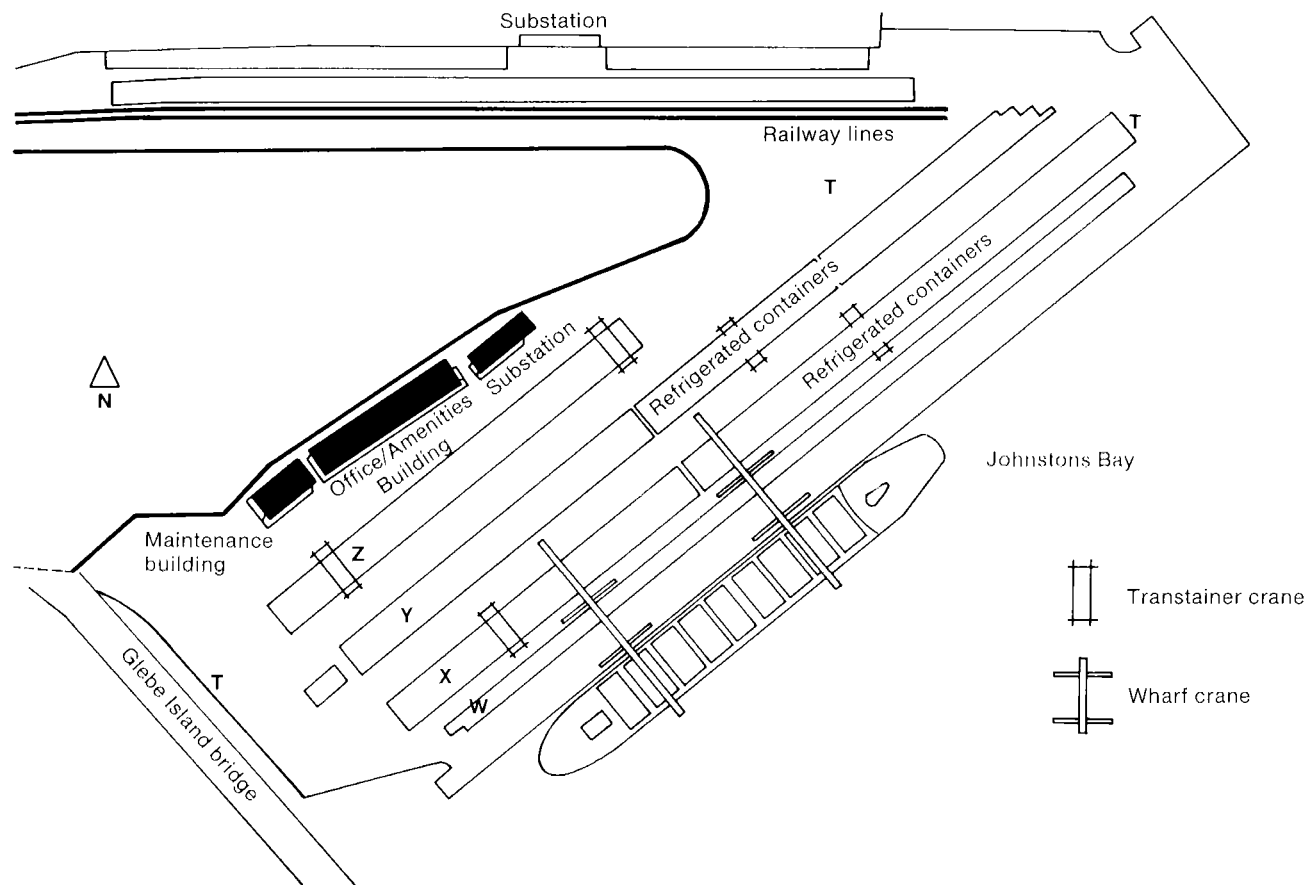 Substation
Railway lines
T
T
Refrigerated containers
Refrigerated containers
N
Substation
Office/Amenities
Building
Johnstons Bay
Maintenance
building
Z
Y
X
W
T
Glebe Island bridge
Transtainer crane
Wharf crane